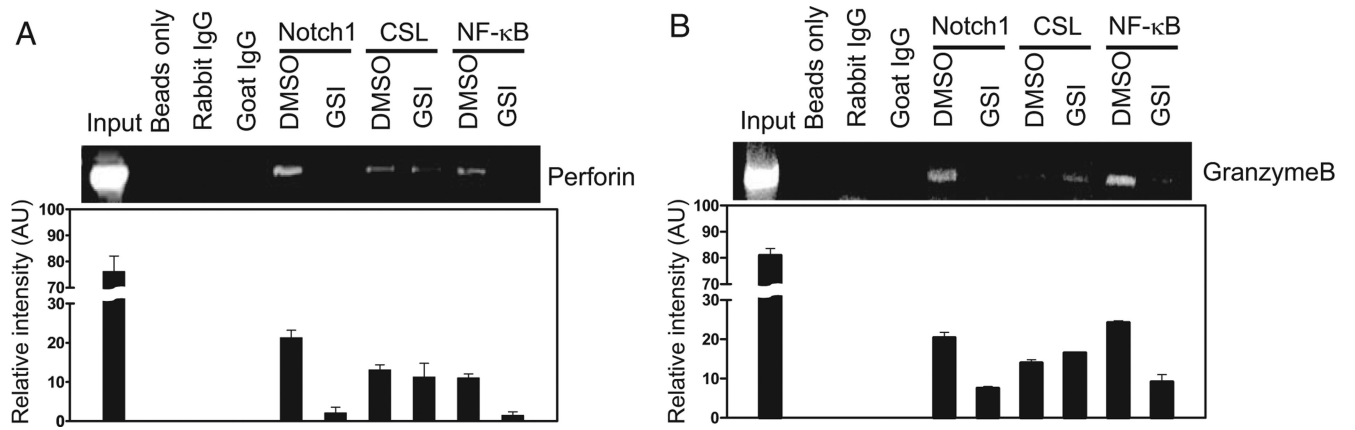 A
Input
Beads only
Rabbit IgG
Goat IgG
Notch1
CSL
NF-κB
DMSO
GSI
DMSO
GSI
DMSO
GSI
Perforin
Relative intensity (AU)
100
90
80
70
30
20
10
0
B
Input
Beads only
Rabbit IgG
Goat IgG
Notch1
CSL
NF-κB
DMSO
GSI
DMSO
GSI
DMSO
GSI
GranzymeB
Relative intensity (AU)
100
90
80
70
30
20
10
0